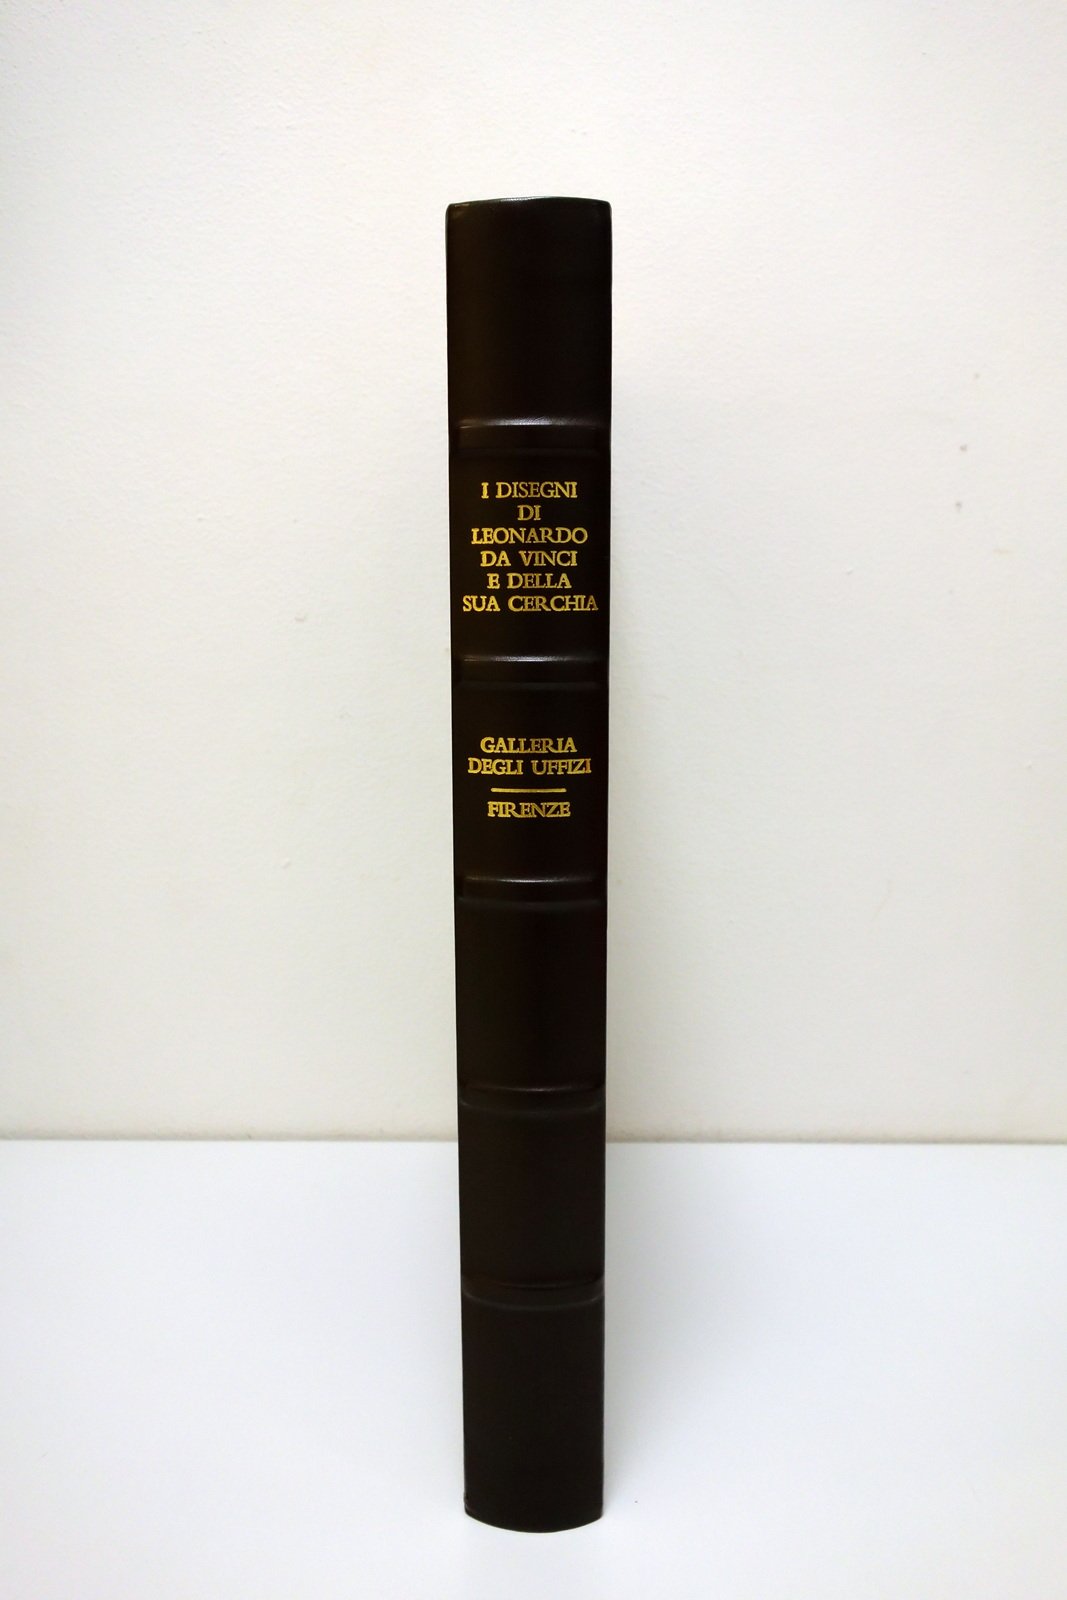 I DISEGNI
DI
LEONARDO
DA VINCI
E DELLA
SUA CERCHIA
GALLERIA
DEGLI UFFIZI
FIRENZE